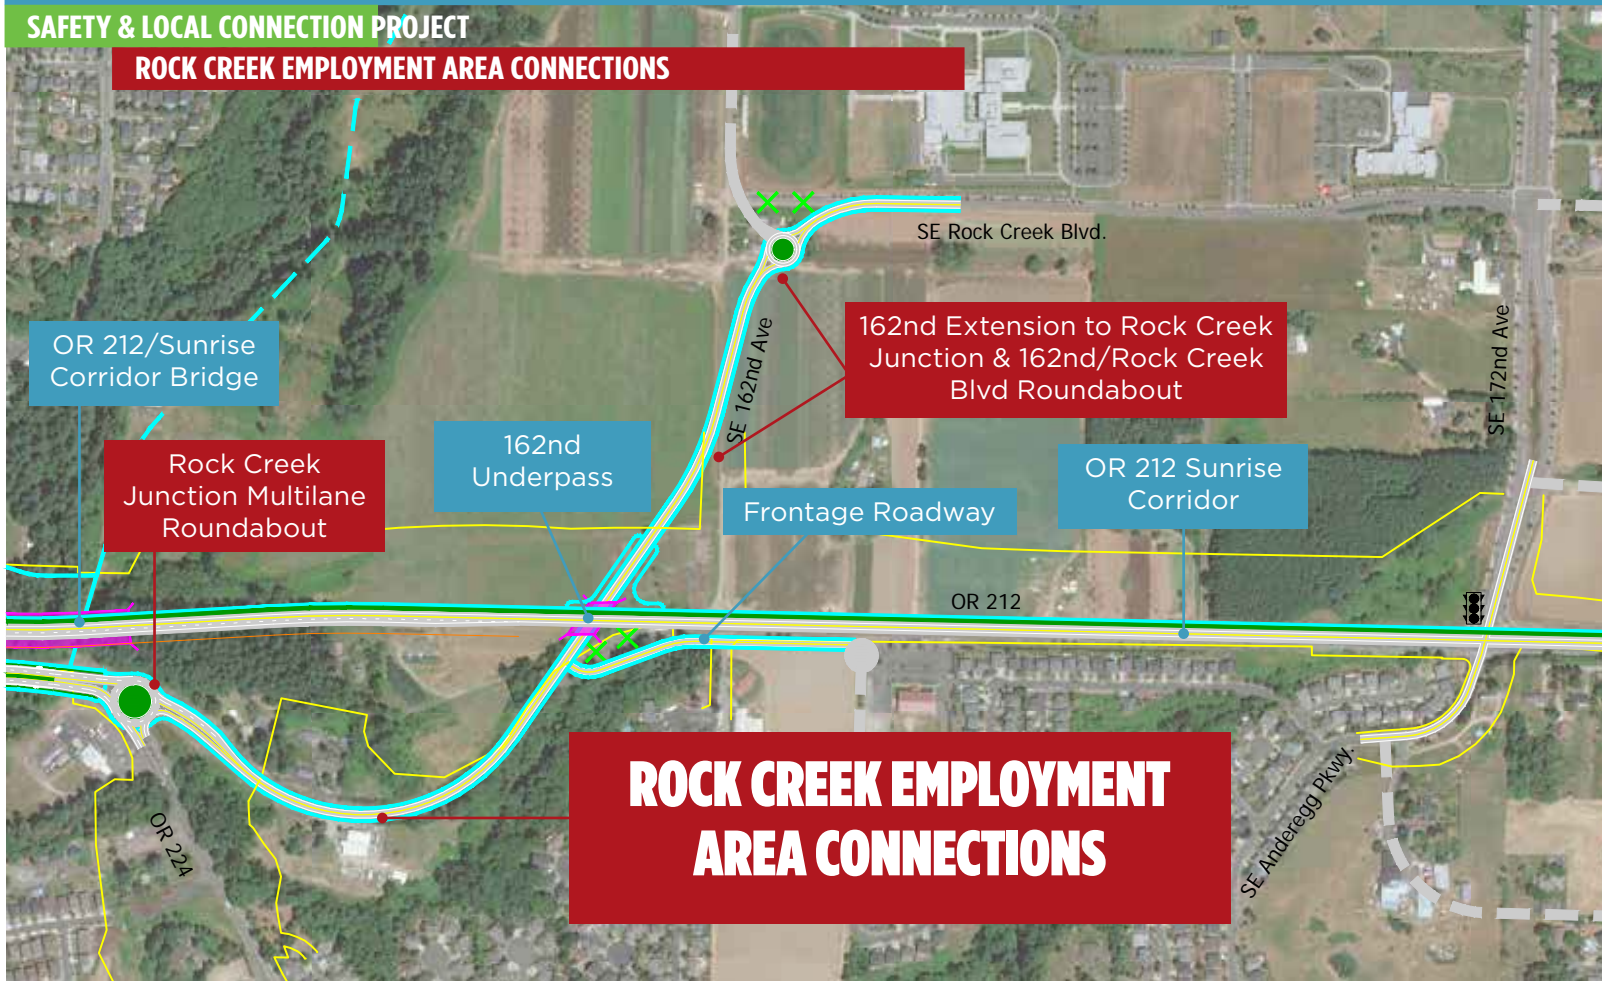 SAFETY & LOCAL CONNECTION PROJECT
ROCK CREEK EMPLOYMENT AREA CONNECTIONS
SE Rock Creek Blvd.
162nd Extension to Rock Creek
Junction & 162nd/Rock Creek
Blvd Roundabout
SE 162nd Ave
SE 172nd Ave
OR 212/Sunrise
Corridor Bridge
Rock Creek
Junction Multilane
Roundabout
162nd
Underpass
Frontage Roadway
OR 212 Sunrise
Corridor
OR 212
ROCK CREEK EMPLOYMENT
AREA CONNECTIONS
OR 224
SE Anderegg Pkwy.